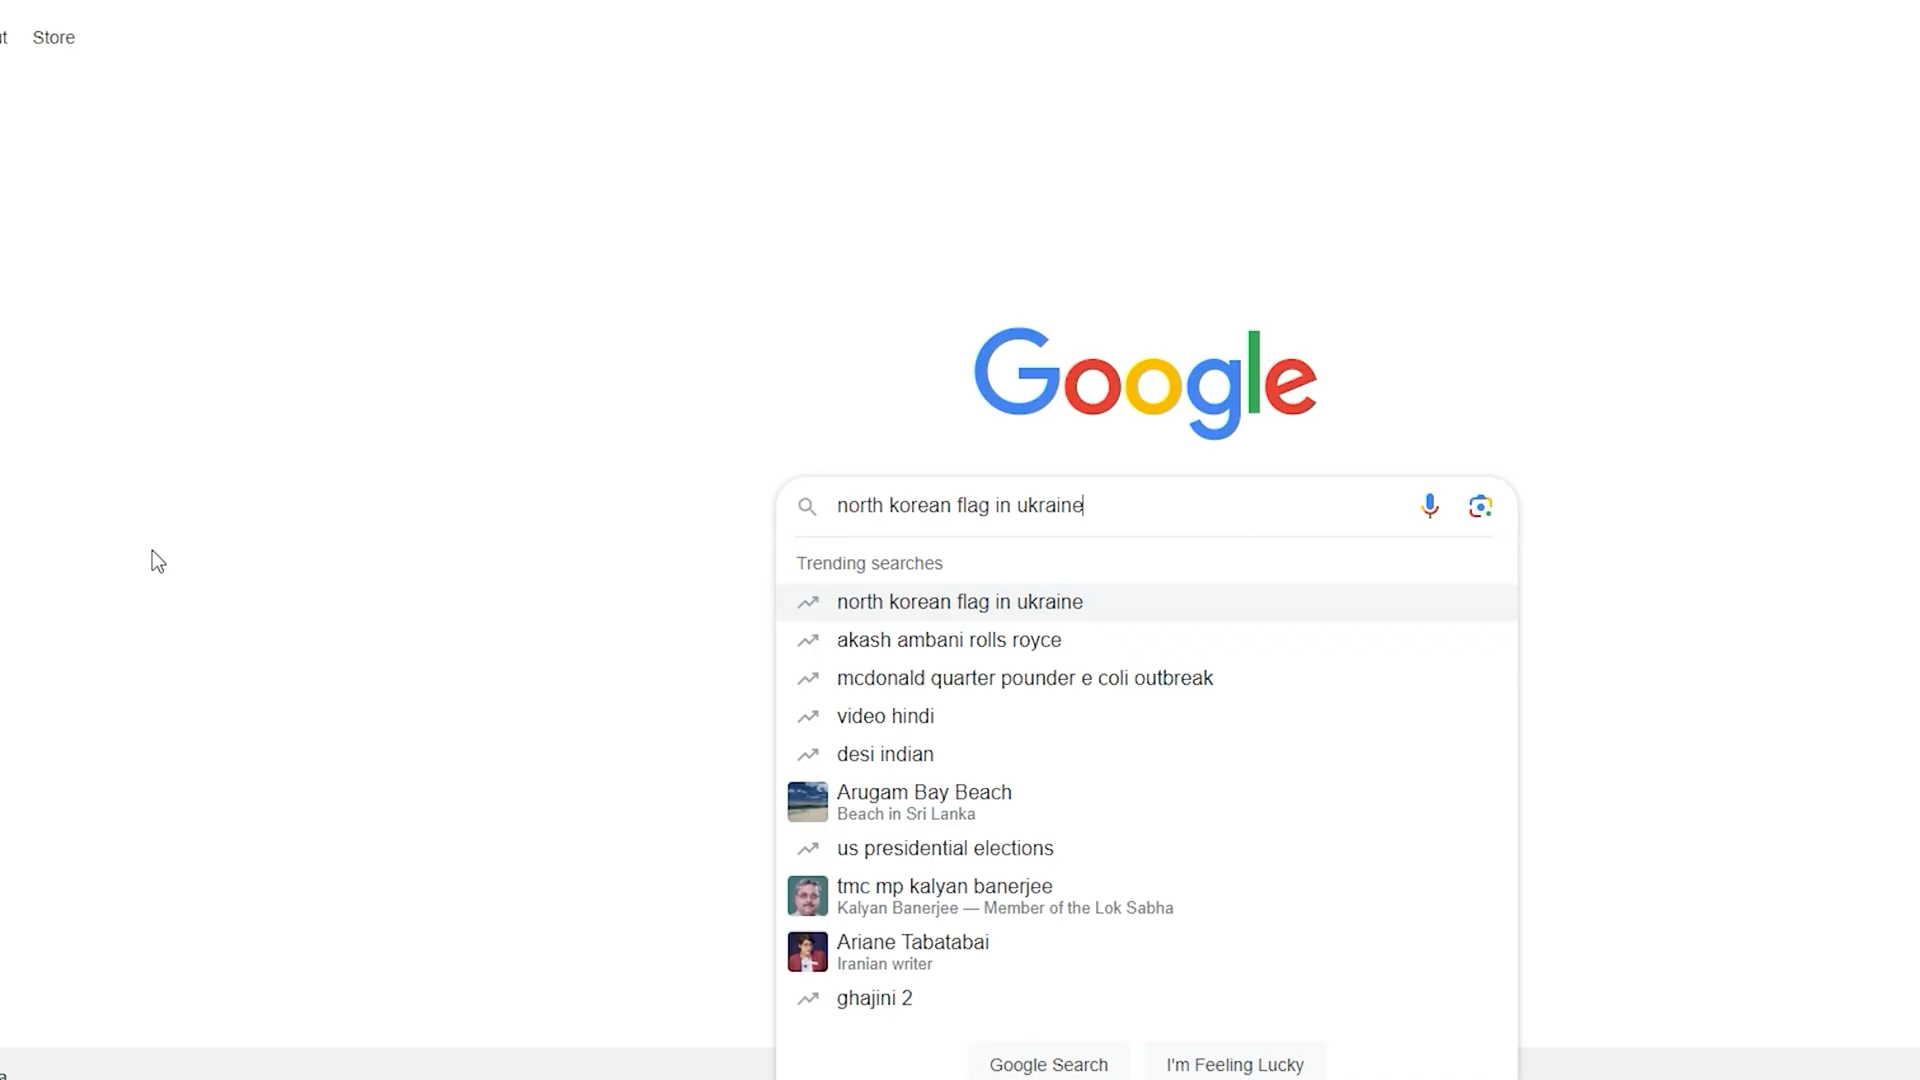 Store
Google
north korean flag in ukraine
Trending searches
north korean flag in ukraine
akash ambani rolls royce
mcdonald quarter pounder e coli outbreak
video hindi
desi indian
Arugam Bay Beach
Beach in Sri Lanka
us presidential elections
tmc mp kalyan banerjee
Kalyan Banerjee — Member of the Lok Sabha
Ariane Tabatabai
Iranian writer
ghajini 2
Google Search
I'm Feeling Lucky